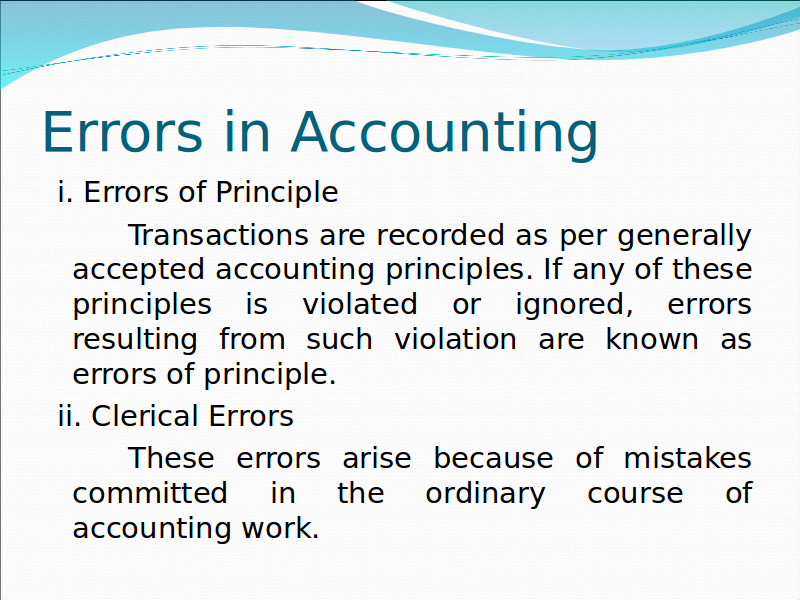 Errors in Accounting
i. Errors of Principle
Transactions are recorded as per generally
accepted accounting principles. If any of these
principles is violated or ignored, errors
resulting from such violation are known as
errors of principle.
ii. Clerical Errors
These errors arise because of mistakes
committed in the ordinary course of
accounting work.